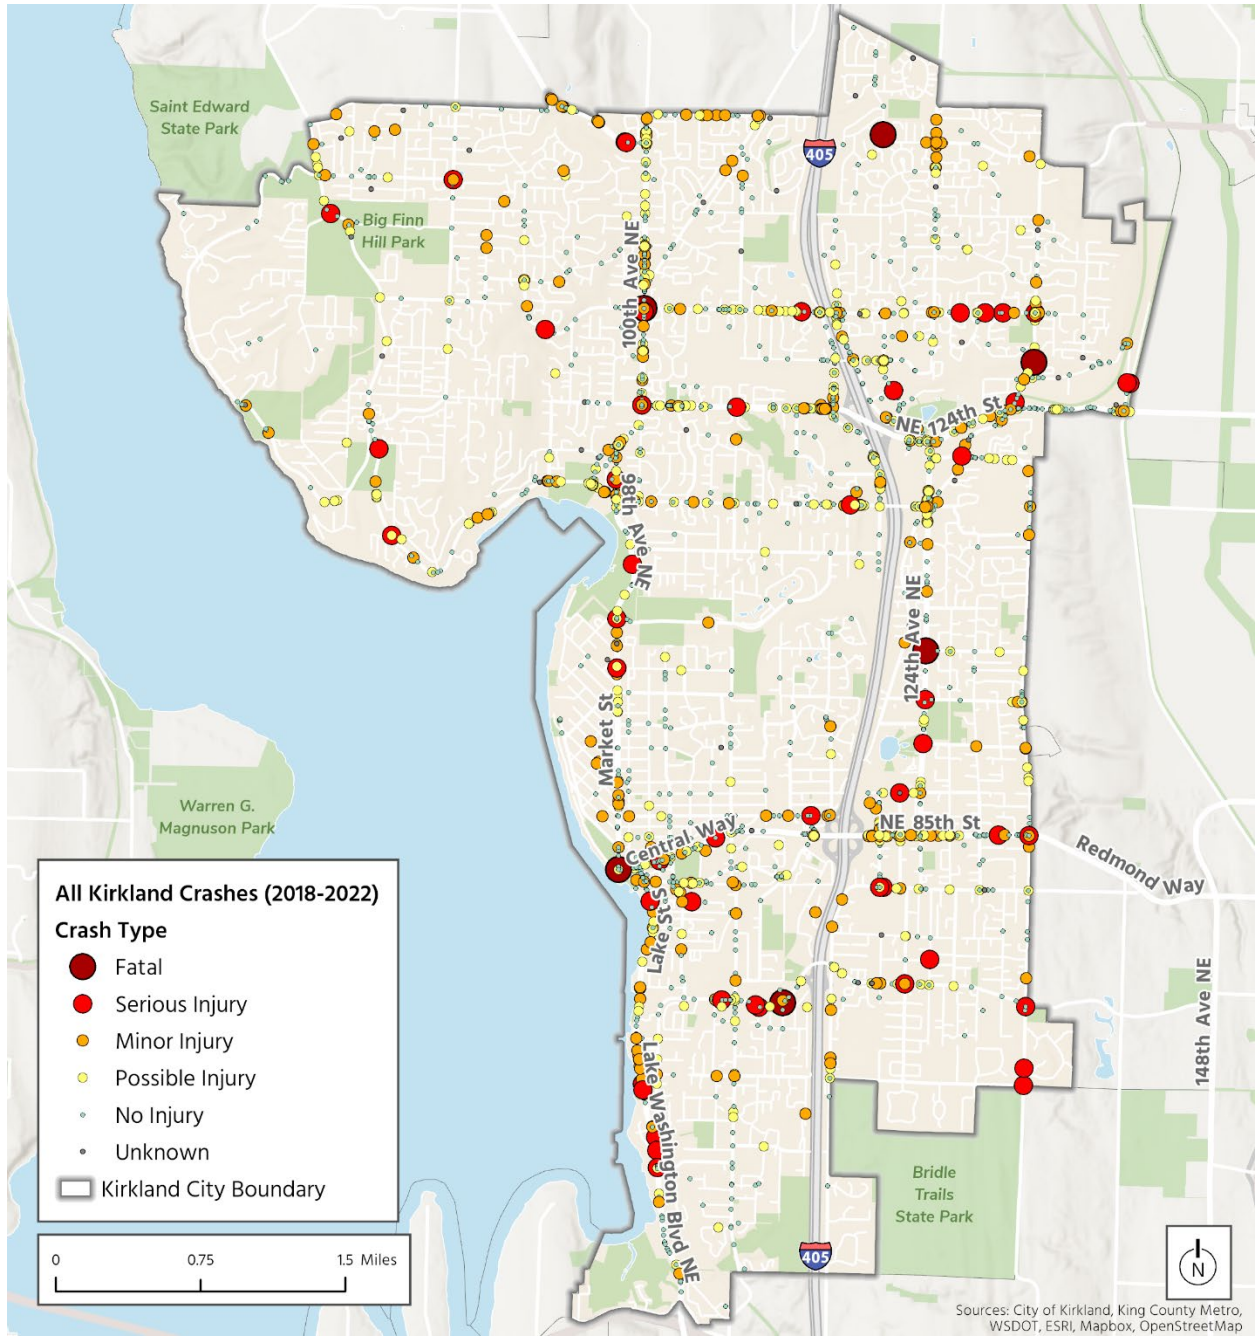 Saint Edward
State Park
405
Big Finn
Hill Park
100th Ave NE
NE 124th St
98th Ave NE
124th Ave NE
Market St
Warren G.
Magnuson Park
Central Way
NE 85th St
Redmond Way
Lake St S
148th Ave NE
Lake Washington Blvd NE
Bridle
Trails
State Park
405
All Kirkland Crashes (2018-2022)
Crash Type
Fatal
Serious Injury
Minor Injury
Possible Injury
No Injury
Unknown
Kirkland City Boundary
0 0.75 1.5 Miles
N
Sources: City of Kirkland, King County Metro,
WSDOT, ESRI, Mapbox, OpenStreetMap